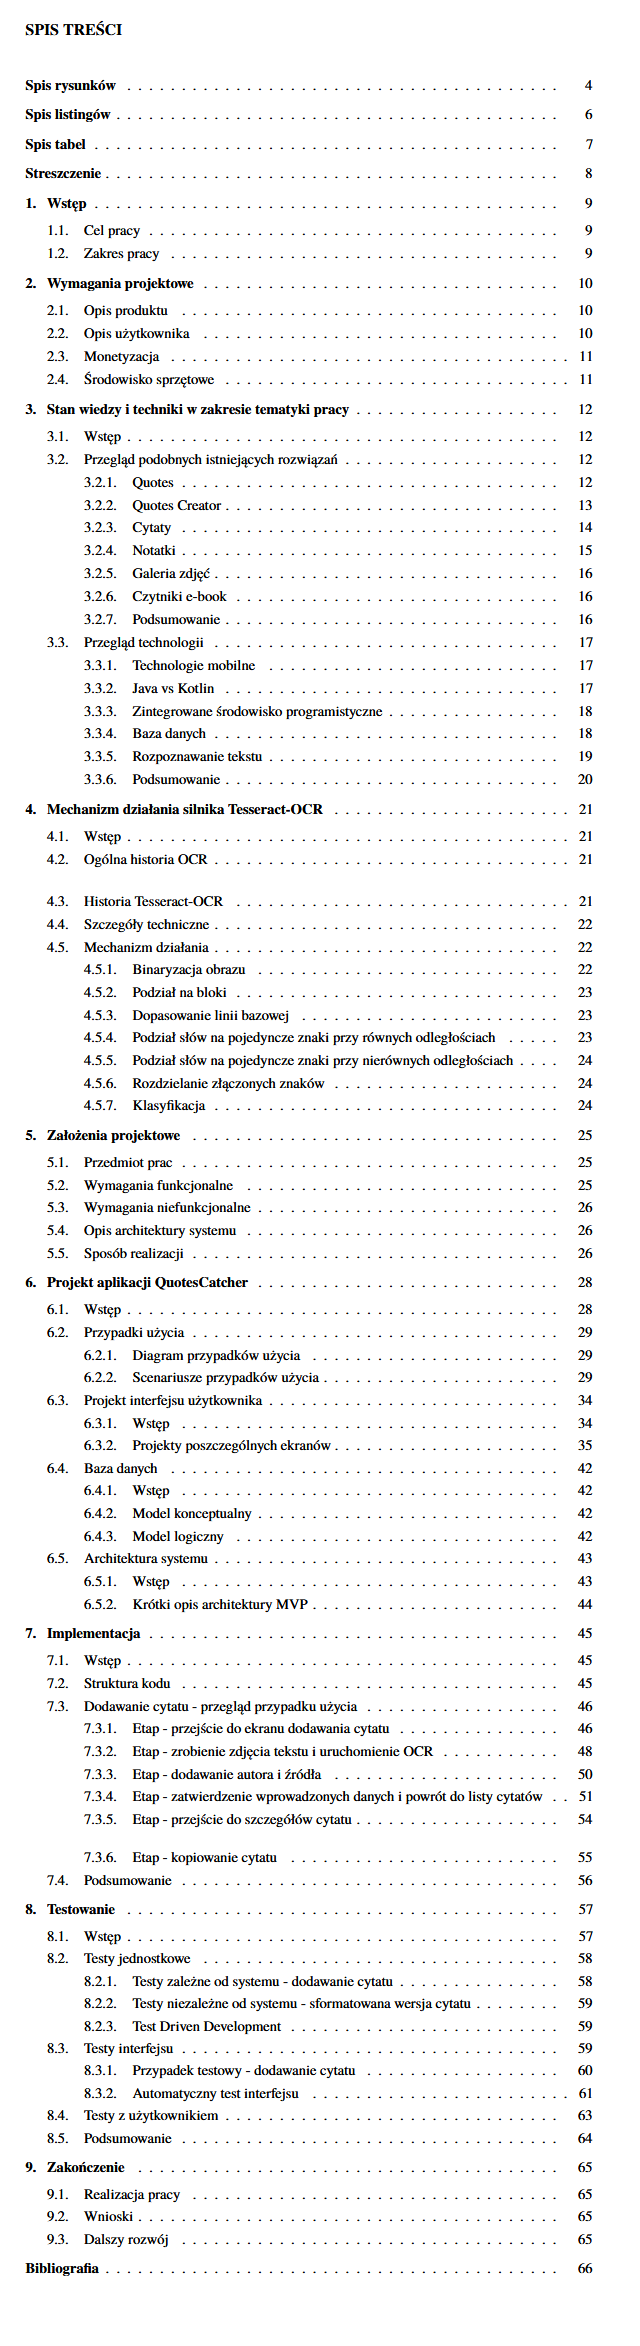 SPIS TREŚCI
Spis rysunków . . . . . . . . . . . . . . . . . . . . 4
Spis listingów . . . . . . . . . . . . . . . . . . . . 6
Spis tabel . . . . . . . . . . . . . . . . . . . . 7
Streszczenie . . . . . . . . . . . . . . . . . . . . 8
1. Wstęp . . . . . . . . . . . . . . . . . . . . 9
1.1. Cel pracy . . . . . . . . . . . . . . . . . . . . 9
1.2. Zakres pracy . . . . . . . . . . . . . . . . . . . . 9
2. Wymagania projektowe . . . . . . . . . . . . . . . . . . . . 10
2.1. Opis produktu . . . . . . . . . . . . . . . . . . . . 10
2.2. Opis użytkownika . . . . . . . . . . . . . . . . . . . . 10
2.3. Monetyzacja . . . . . . . . . . . . . . . . . . . . 11
2.4. Środowisko sprzętowe . . . . . . . . . . . . . . . . . . . . 11
3. Stan wiedzy i techniki w zakresie tematyki pracy . . . . . . . . . . . . . . . . . . . 12
3.1. Wstęp . . . . . . . . . . . . . . . . . . . . 12
3.2. Przegląd podobnych istniejących rozwiązań . . . . . . . . . . . . . . . . . . . . 12
3.2.1. Quotes . . . . . . . . . . . . . . . . . . . . 12
3.2.2. Quotes Creator . . . . . . . . . . . . . . . . . . . . 13
3.2.3. Cytaty . . . . . . . . . . . . . . . . . . . . 14
3.2.4. Notatki . . . . . . . . . . . . . . . . . . . . 15
3.2.5. Galeria zdjęć . . . . . . . . . . . . . . . . . . . . 16
3.2.6. Czytniki e-book . . . . . . . . . . . . . . . . . . . . 16
3.2.7. Podsumowanie . . . . . . . . . . . . . . . . . . . . 16
3.3. Przegląd technologii . . . . . . . . . . . . . . . . . . . . 17
3.3.1. Technologie mobilne . . . . . . . . . . . . . . . . . . . . 17
3.3.2. Java vs Kotlin . . . . . . . . . . . . . . . . . . . . 17
3.3.3. Zintegrowane środowisko programistyczne . . . . . . . . . . . . . . . . 18
3.3.4. Baza danych . . . . . . . . . . . . . . . . . . . . 18
3.3.5. Rozpoznawanie tekstu . . . . . . . . . . . . . . . . . . . . 19
3.3.6. Podsumowanie . . . . . . . . . . . . . . . . . . . . 20
4. Mechanizm działania silnika Tesseract-OCR . . . . . . . . . . . . . . . . . . . . 21
4.1. Wstęp . . . . . . . . . . . . . . . . . . . . 21
4.2. Ogólna historia OCR . . . . . . . . . . . . . . . . . . . . 21
4.3. Historia Tesseract-OCR . . . . . . . . . . . . . . . . . . . . 21
4.4. Szczegóły techniczne . . . . . . . . . . . . . . . . . . . . 22
4.5. Mechanizm działania . . . . . . . . . . . . . . . . . . . . 22
4.5.1. Binaryzacja obrazu . . . . . . . . . . . . . . . . . . . . 22
4.5.2. Podział na bloki . . . . . . . . . . . . . . . . . . . . 23
4.5.3. Dopasowanie linii bazowej . . . . . . . . . . . . . . . . . . . . 23
4.5.4. Podział słów na pojedyncze znaki przy równych odległościach . . . . . 23
4.5.5. Podział słów na pojedyncze znaki przy nierównych odległościach . . . . 24
4.5.6. Rozdzielanie złączonych znaków . . . . . . . . . . . . . . . . . . . . 24
4.5.7. Klasyfikacja . . . . . . . . . . . . . . . . . . . . 24
5. Założenia projektowe . . . . . . . . . . . . . . . . . . . . 25
5.1. Przedmiot prac . . . . . . . . . . . . . . . . . . . . 25
5.2. Wymagania funkcjonalne . . . . . . . . . . . . . . . . . . . . 25
5.3. Wymagania niefunkcjonalne . . . . . . . . . . . . . . . . . . . . 26
5.4. Opis architektury systemu . . . . . . . . . . . . . . . . . . . . 26
5.5. Sposób realizacji . . . . . . . . . . . . . . . . . . . . 26
6. Projekt aplikacji QuotesCatcher . . . . . . . . . . . . . . . . . . . . 28
6.1. Wstęp . . . . . . . . . . . . . . . . . . . . 28
6.2. Przypadki użycia . . . . . . . . . . . . . . . . . . . . 29
6.2.1. Diagram przypadków użycia . . . . . . . . . . . . . . . . . . . . 29
6.2.2. Scenariusze przypadków użycia . . . . . . . . . . . . . . . . . . . . 29
6.3. Projekt interfejsu użytkownika . . . . . . . . . . . . . . . . . . . . 34
6.3.1. Wstęp . . . . . . . . . . . . . . . . . . . . 34
6.3.2. Projekty poszczególnych ekranów . . . . . . . . . . . . . . . . . . . . 35
6.4. Baza danych . . . . . . . . . . . . . . . . . . . . 42
6.4.1. Wstęp . . . . . . . . . . . . . . . . . . . . 42
6.4.2. Model konceptualny . . . . . . . . . . . . . . . . . . . . 42
6.4.3. Model logiczny . . . . . . . . . . . . . . . . . . . . 42
6.5. Architektura systemu . . . . . . . . . . . . . . . . . . . . 43
6.5.1. Wstęp . . . . . . . . . . . . . . . . . . . . 43
6.5.2. Krótki opis architektury MVP . . . . . . . . . . . . . . . . . . . . 44
7. Implementacja . . . . . . . . . . . . . . . . . . . . 45
7.1. Wstęp . . . . . . . . . . . . . . . . . . . . 45
7.2. Struktura kodu . . . . . . . . . . . . . . . . . . . . 45
7.3. Dodawanie cytatu - przegląd przypadku użycia . . . . . . . . . . . . . . . . . . 46
7.3.1. Etap - przejście do ekranu dodawania cytatu . . . . . . . . . . . . . . . 46
7.3.2. Etap - zrobienie zdjęcia tekstu i uruchomienie OCR . . . . . . . . . . . 48
7.3.3. Etap - dodawanie autora i źródła . . . . . . . . . . . . . . . . . . . . 50
7.3.4. Etap - zatwierdzenie wprowadzonych danych i powrót do listy cytatów . . 51
7.3.5. Etap - przejście do szczegółów cytatu . . . . . . . . . . . . . . . . . . . 54
7.3.6. Etap - kopiowanie cytatu . . . . . . . . . . . . . . . . . . . . 55
7.4. Podsumowanie . . . . . . . . . . . . . . . . . . . . 56
8. Testowanie . . . . . . . . . . . . . . . . . . . . 57
8.1. Wstęp . . . . . . . . . . . . . . . . . . . . 57
8.2. Testy jednostkowe . . . . . . . . . . . . . . . . . . . . 58
8.2.1. Testy zależne od systemu - dodawanie cytatu . . . . . . . . . . . . . . . 58
8.2.2. Testy niezależne od systemu - sformatowana wersja cytatu . . . . . . . . 59
8.2.3. Test Driven Development . . . . . . . . . . . . . . . . . . . . 59
8.3. Testy interfejsu . . . . . . . . . . . . . . . . . . . . 59
8.3.1. Przypadek testowy - dodawanie cytatu . . . . . . . . . . . . . . . . . . 60
8.3.2. Automatyczny test interfejsu . . . . . . . . . . . . . . . . . . . . 61
8.4. Testy z użytkownikiem . . . . . . . . . . . . . . . . . . . . 63
8.5. Podsumowanie . . . . . . . . . . . . . . . . . . . . 64
9. Zakończenie . . . . . . . . . . . . . . . . . . . . 65
9.1. Realizacja pracy . . . . . . . . . . . . . . . . . . . . 65
9.2. Wnioski . . . . . . . . . . . . . . . . . . . . 65
9.3. Dalszy rozwój . . . . . . . . . . . . . . . . . . . . 65
Bibliografia . . . . . . . . . . . . . . . . . . . . 66